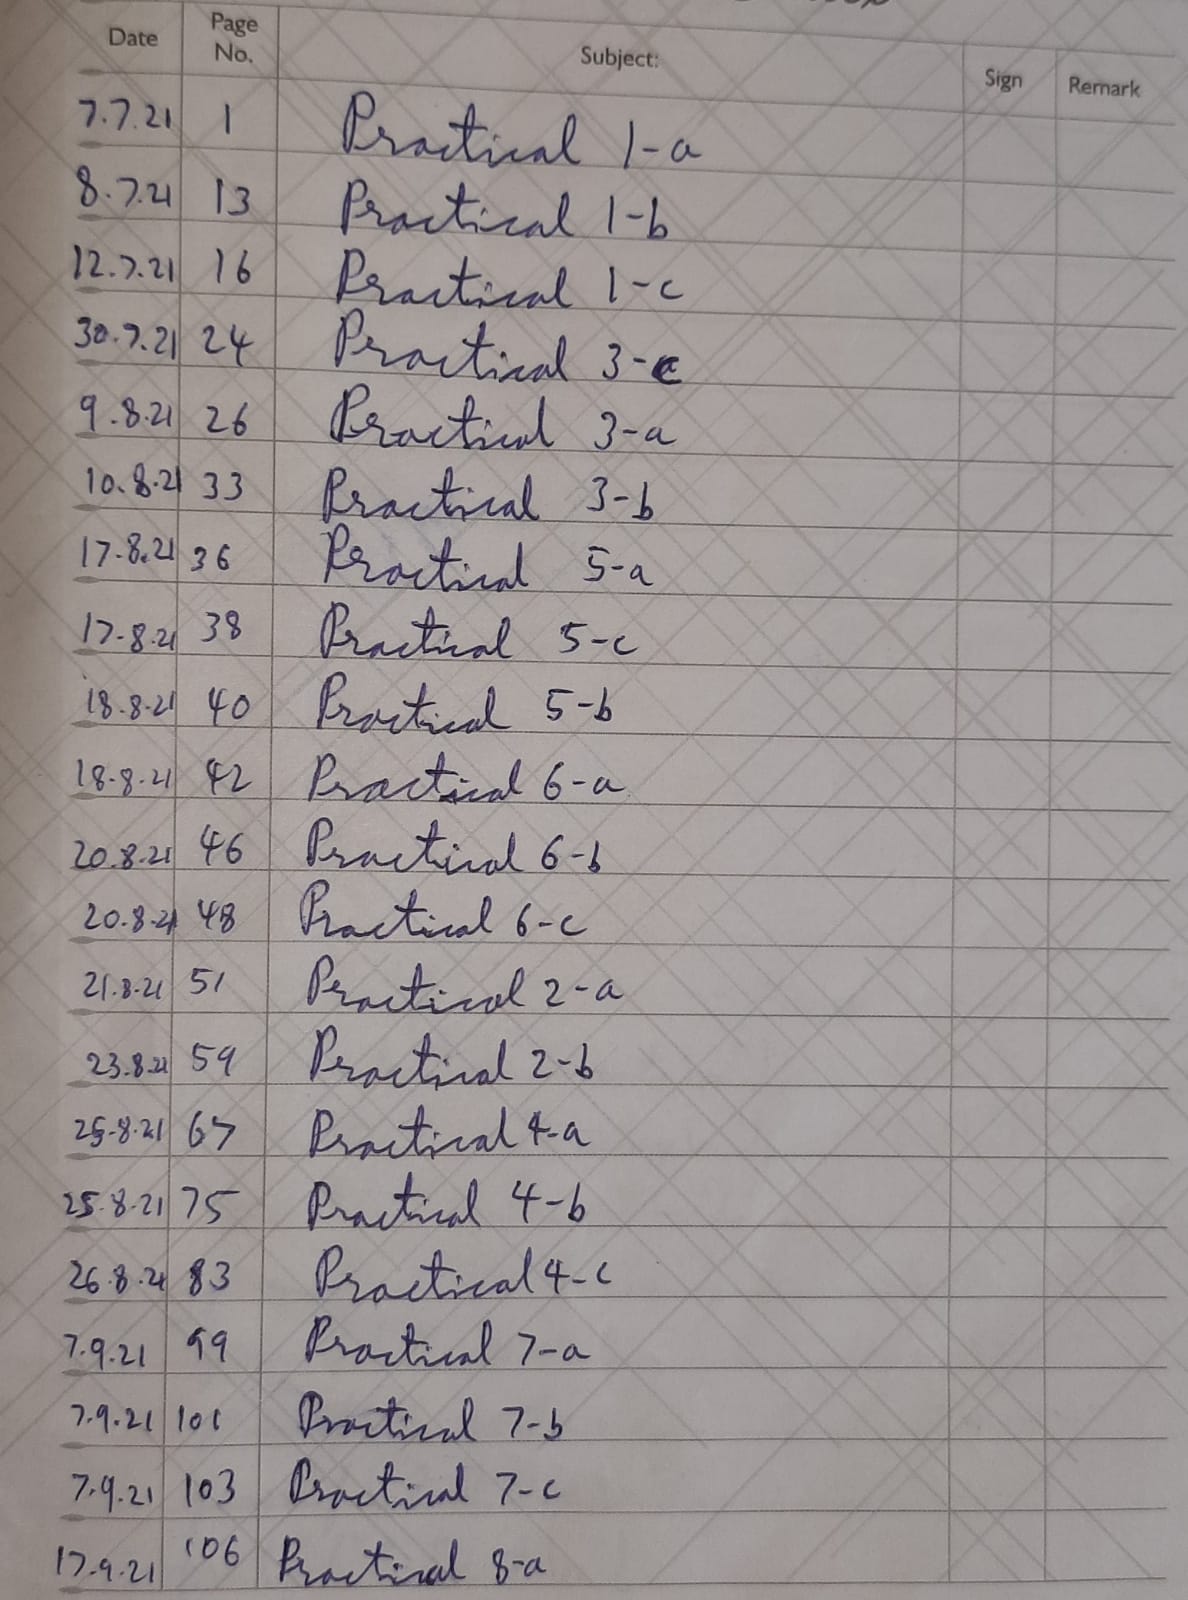 Date Page No. Subject: Sign Remark
7.7.21 1 Practical 1-a
8.7.21 13 Practical 1-b
12.7.21 16 Practical 1-c
30.7.21 24 Practical 3-c
9.8.21 26 Practical 3-a
10.8.21 33 Practical 3-b
17-8.21 36 Practical 5-a
17-8.21 38 Practical 5-c
18.8.21 40 Practical 5-b
18-8-21 42 Practical 6-a
20.8.21 46 Practical 6-b
20.8.21 48 Practical 6-c
21.8.21 51 Practical 2-a
23.8.21 59 Practical 2-b
25-8.21 67 Practical 4-a
25.8.21 75 Practical 4-b
26.8.21 83 Practical 4-c
7.9.21 99 Practical 7-a
7.9.21 101 Practical 7-b
7.9.21 103 Practical 7-c
17.9.21 106 Practical 8-a